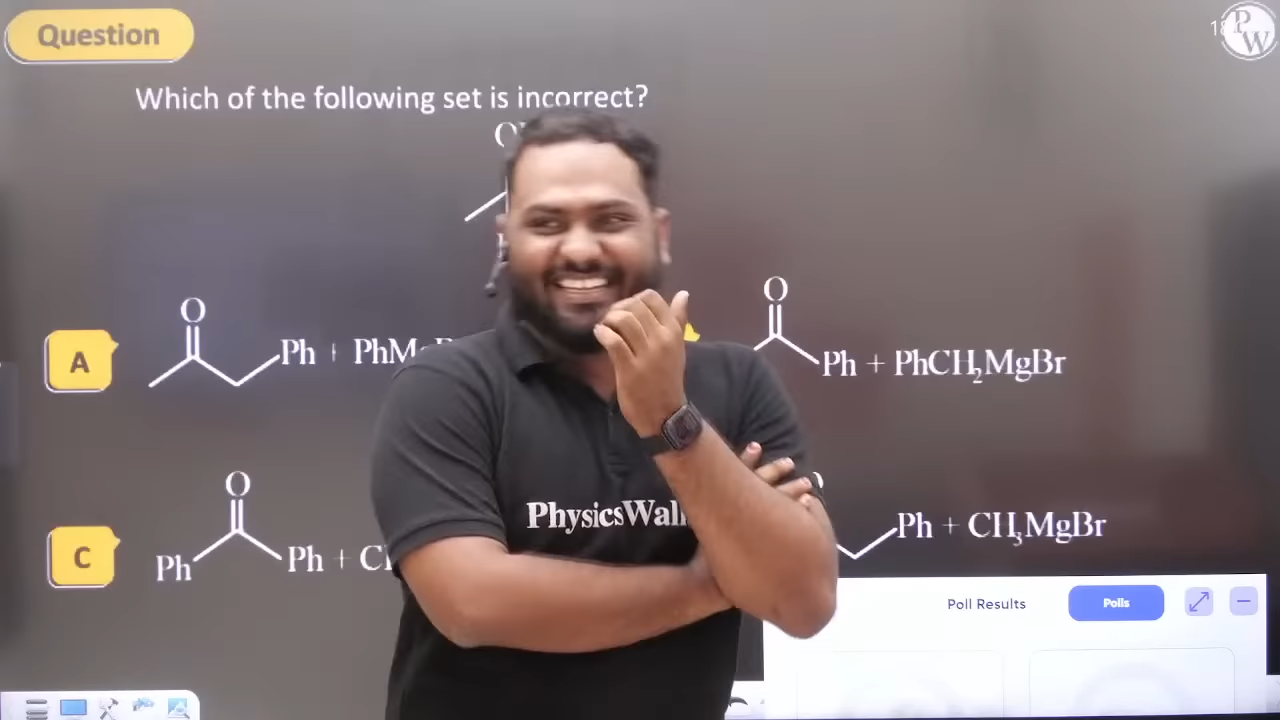 Question
PW
Which of the following set is incorrect?
A
O
Ph + PhM
O
Ph + PhCH₂MgBr
C
O
Ph
Ph +
PhysicsWall
Ph + CH₃MgBr
Poll Results
Polls